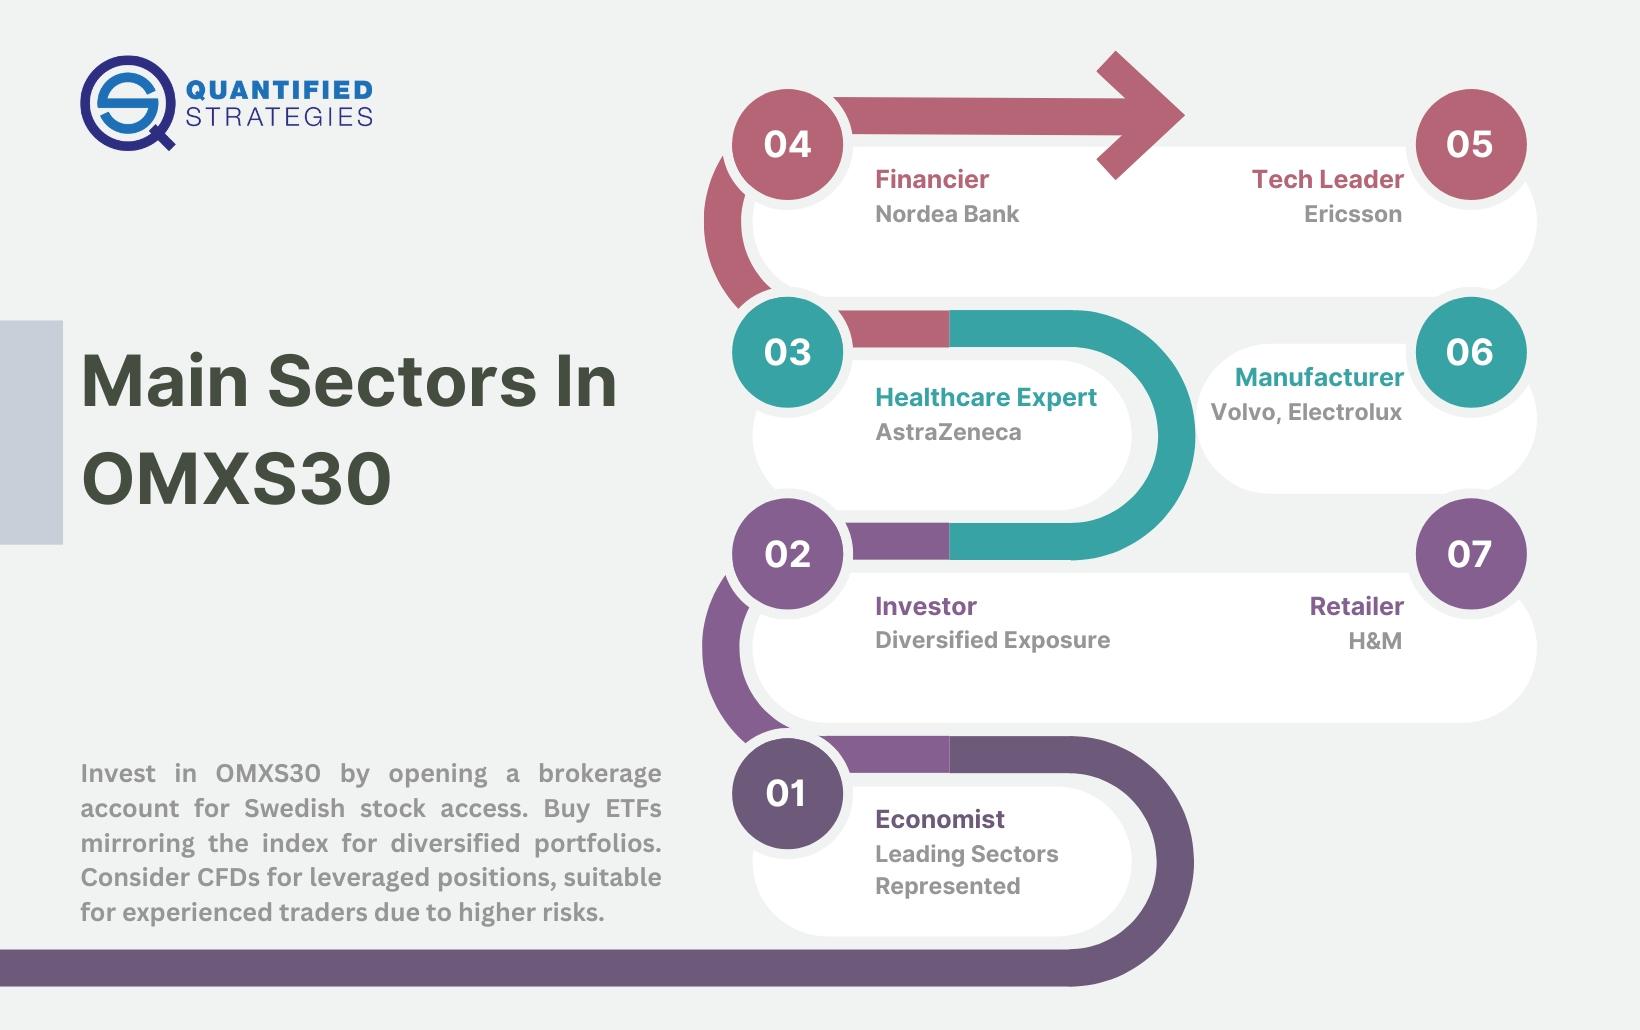 QUANTIFIED
STRATEGIES
Main Sectors In
OMXS30
Invest in OMXS30 by opening a brokerage
account for Swedish stock access. Buy ETFs
mirroring the index for diversified portfolios.
Consider CFDs for leveraged positions, suitable
for experienced traders due to higher risks.
04
Financier
Nordea Bank
05
Tech Leader
Ericsson
03
Healthcare Expert
AstraZeneca
06
Manufacturer
Volvo, Electrolux
02
Investor
Diversified Exposure
07
Retailer
H&M
01
Economist
Leading Sectors
Represented